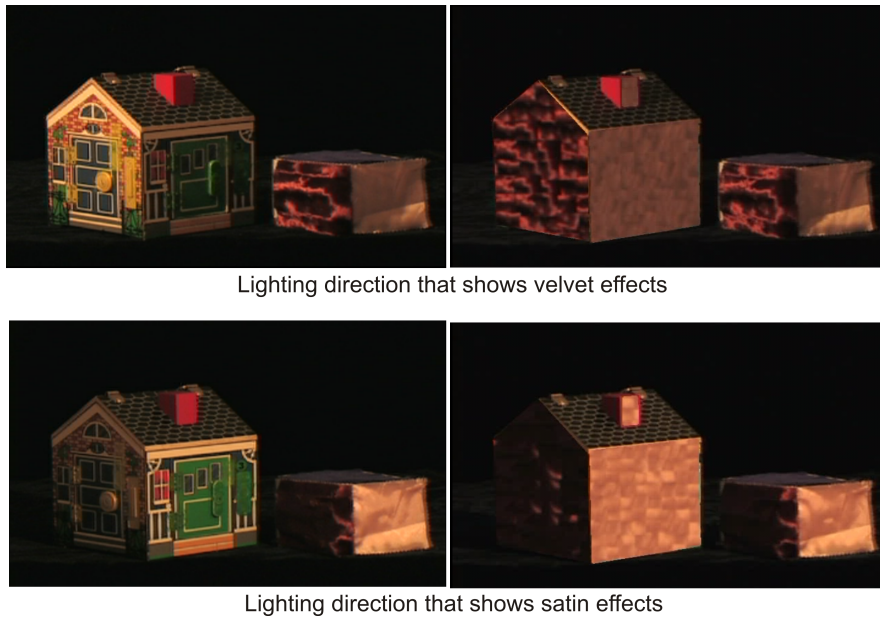 Lighting direction that shows velvet effects
Lighting direction that shows satin effects